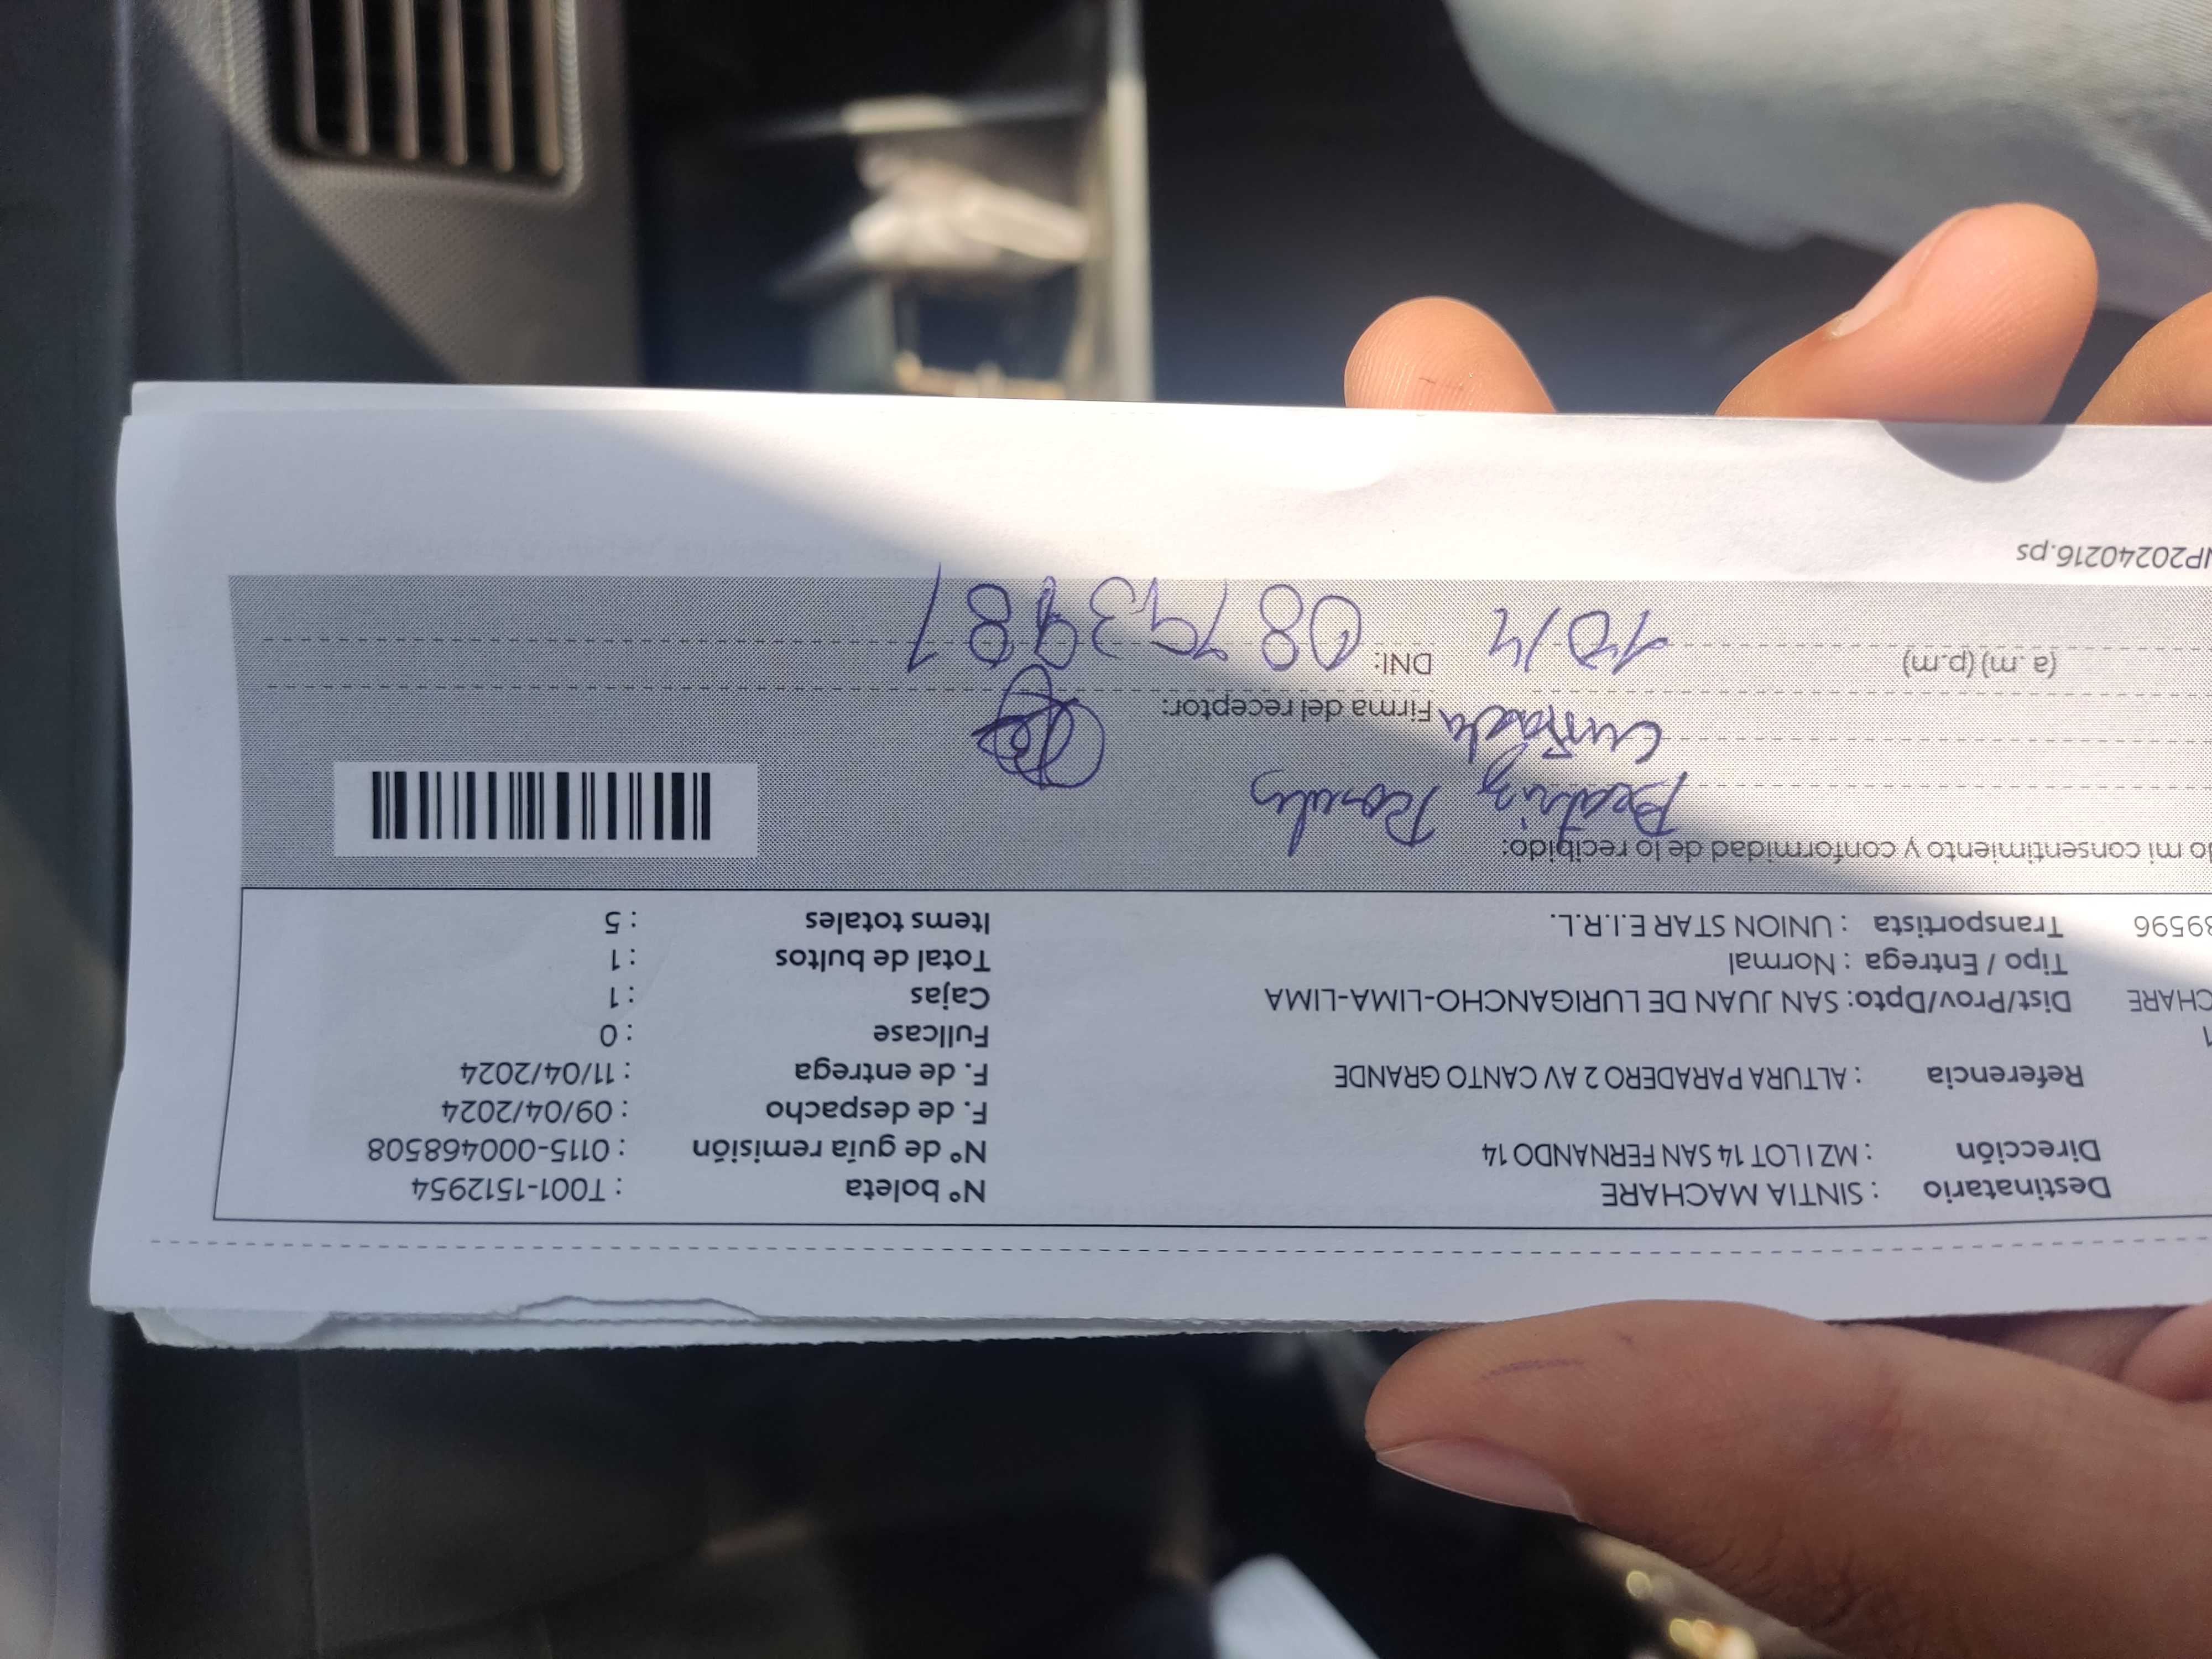 Destinatario : SINTIA MACHARE
Dirección : MZ I LOT 14 SAN FERNANDO 14
Referencia : ALTURA PARADERO 2 AV CANTO GRANDE
CHARE Dist/Prov/Dpto: SAN JUAN DE LURIGANCHO-LIMA-LIMA
Tipo / Entrega : Normal
39596 Transportista : UNION STAR E.I.R.L.
N° boleta : T001-1512954
N° de guía remisión : 0115-000468508
F. de despacho : 09/04/2024
F. de entrega : 11/04/2024
Fullcase : 0
Cajas : 1
Total de bultos : 1
Items totales : 5
do mi consentimiento y conformidad de lo recibido:
Beatriz Rosales
Cuñada
Firma del receptor:
(a .m) (p.m) 10/4
DNI: 08793987
NP20240216.ps